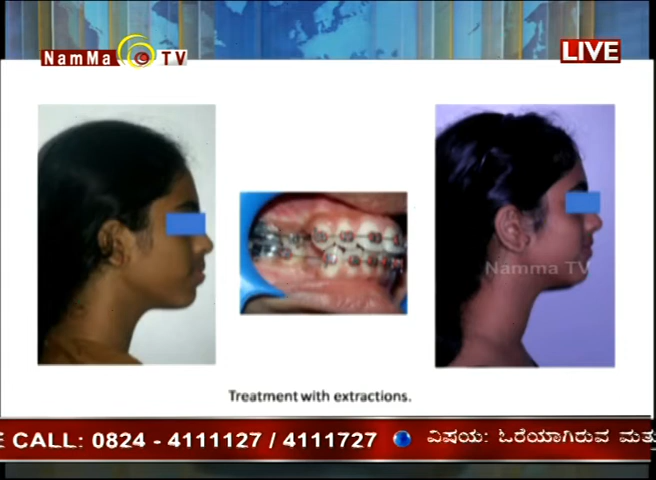 NamMa TV
LIVE
Namma TV
Treatment with extractions.
E CALL: 0824 - 4111127 / 4111727 ವಿಷಯ: ಓರೆಯಾಗಿರುವ ಮತ್ತು